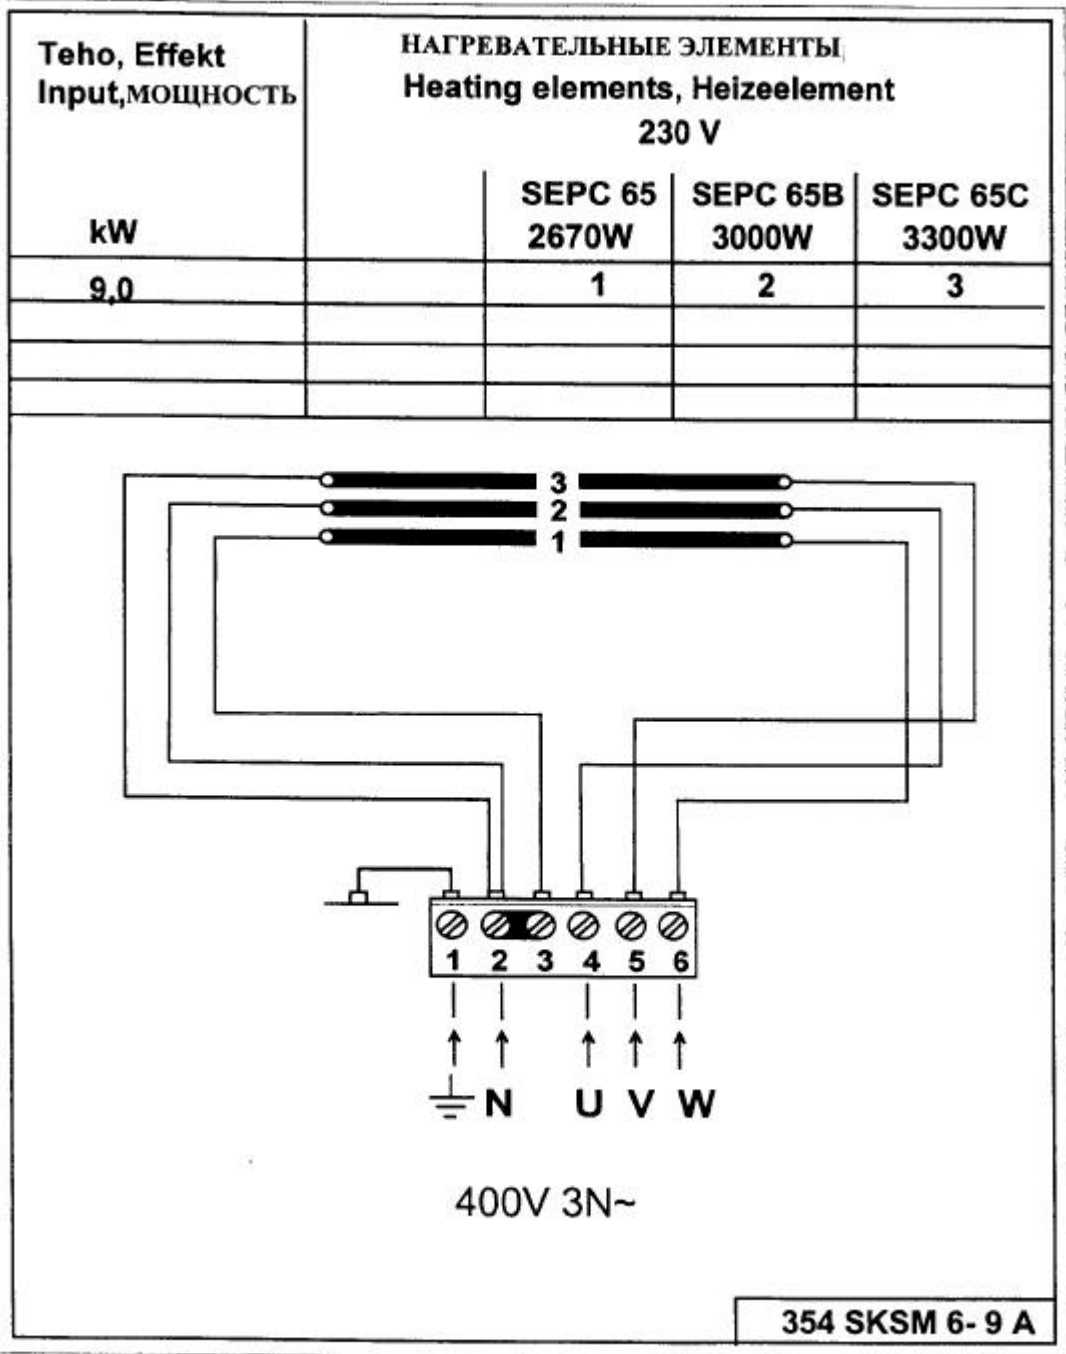 Teho, Effekt
Input,МОЩНОСТЬ
kW
НАГРЕВАТЕЛЬНЫЕ ЭЛЕМЕНТЫ
Heating elements, Heizeelement
230 V
SEPC 65 SEPC 65B SEPC 65C
2670W 3000W 3300W
9,0 1 2 3
3
2
1
1 2 3 4 5 6
N U V W
400V 3N~
354 SKSM 6- 9 A